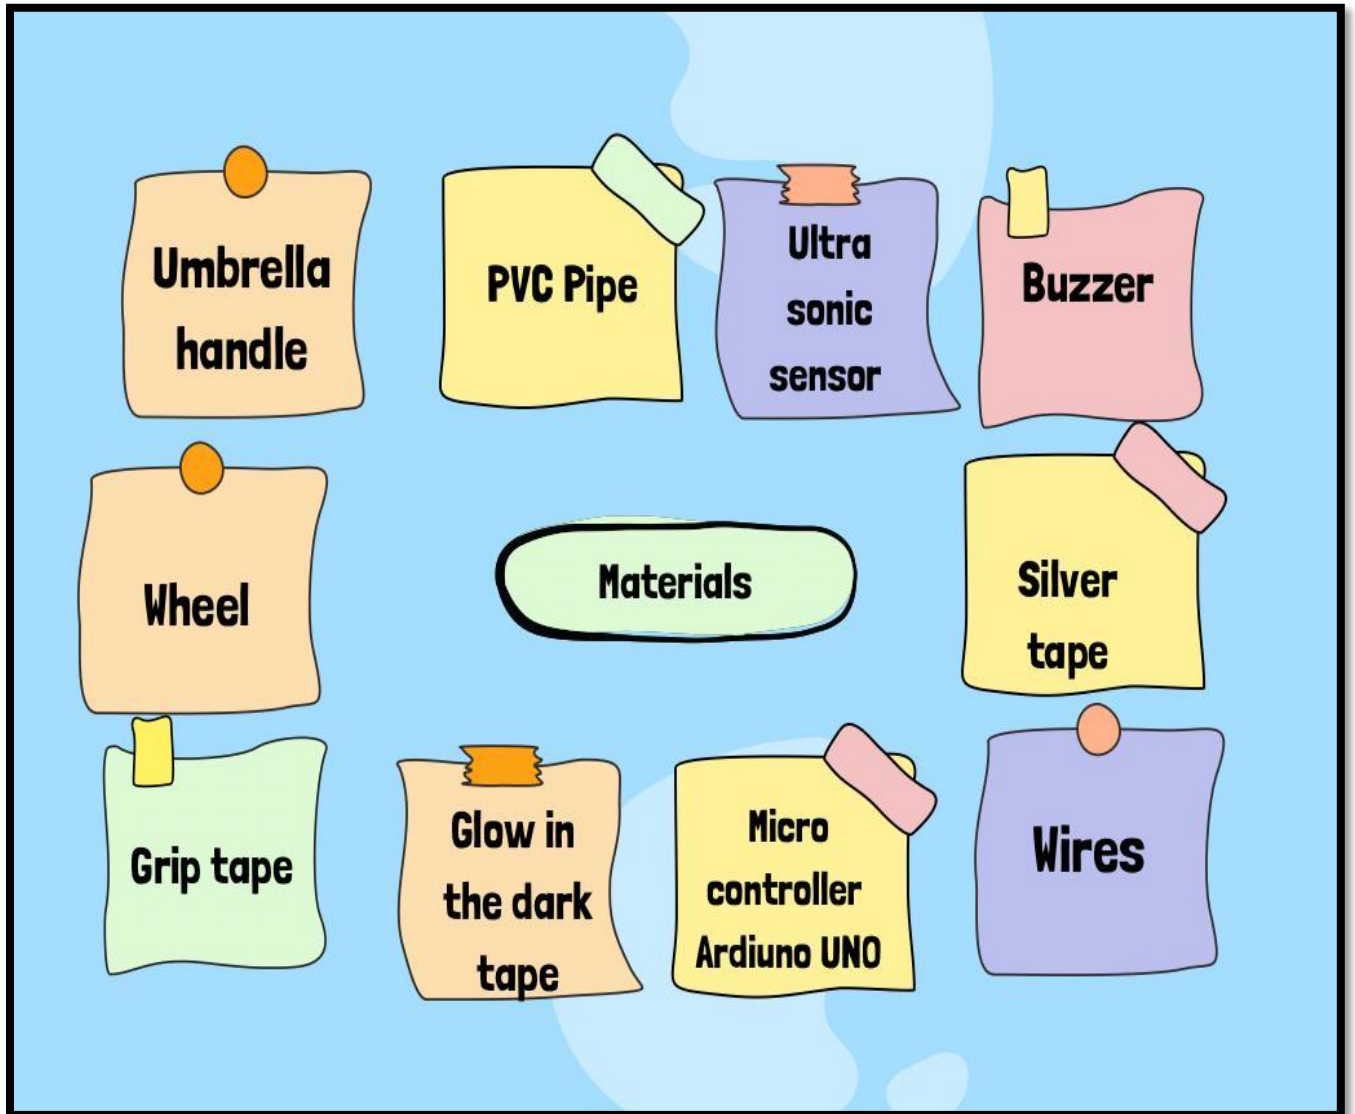 Umbrella
handle
PVC Pipe
Ultra
sonic
sensor
Buzzer
Wheel
Materials
Silver
tape
Grip tape
Glow in
the dark
tape
Micro
controller
Ardiuno UNO
Wires